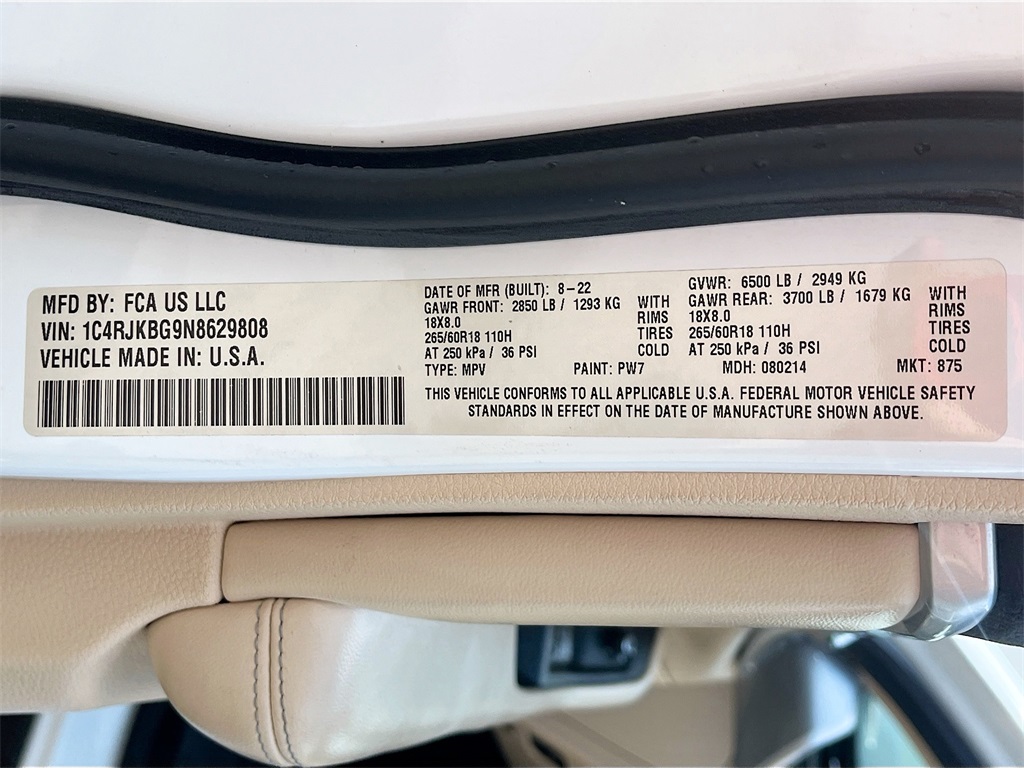 MFD BY: FCA US LLC
VIN: 1C4RJKBG9N8629808
VEHICLE MADE IN: U.S.A.
DATE OF MFR (BUILT): 8-22
GAWR FRONT: 2850 LB / 1293 KG WITH
18X8.0 RIMS
265/60R18 110H TIRES
AT 250 kPa / 36 PSI COLD
GVWR: 6500 LB / 2949 KG
GAWR REAR: 3700 LB / 1679 KG WITH
18X8.0 RIMS
265/60R18 110H TIRES
AT 250 kPa / 36 PSI COLD
TYPE: MPV PAINT: PW7 MDH: 080214 MKT: 875
THIS VEHICLE CONFORMS TO ALL APPLICABLE U.S.A. FEDERAL MOTOR VEHICLE SAFETY
STANDARDS IN EFFECT ON THE DATE OF MANUFACTURE SHOWN ABOVE.